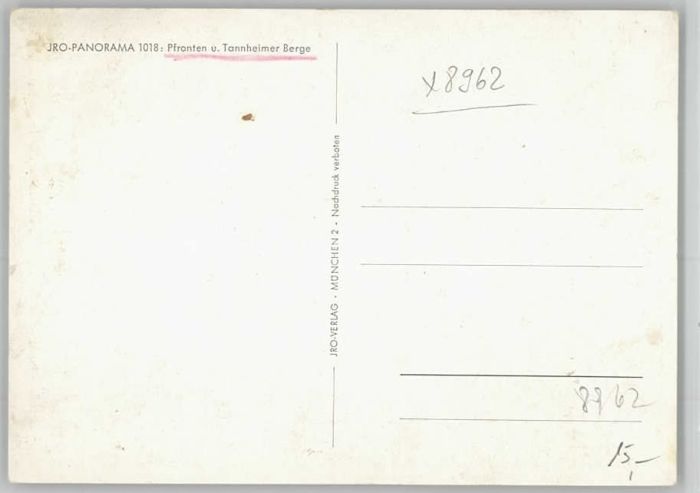 JRO-PANORAMA 1018: Pfronten u. Tannheimer Berge
x8962
JRO-VERLAG - MÜNCHEN 2 - Nachdruck verboten
8962
15,-